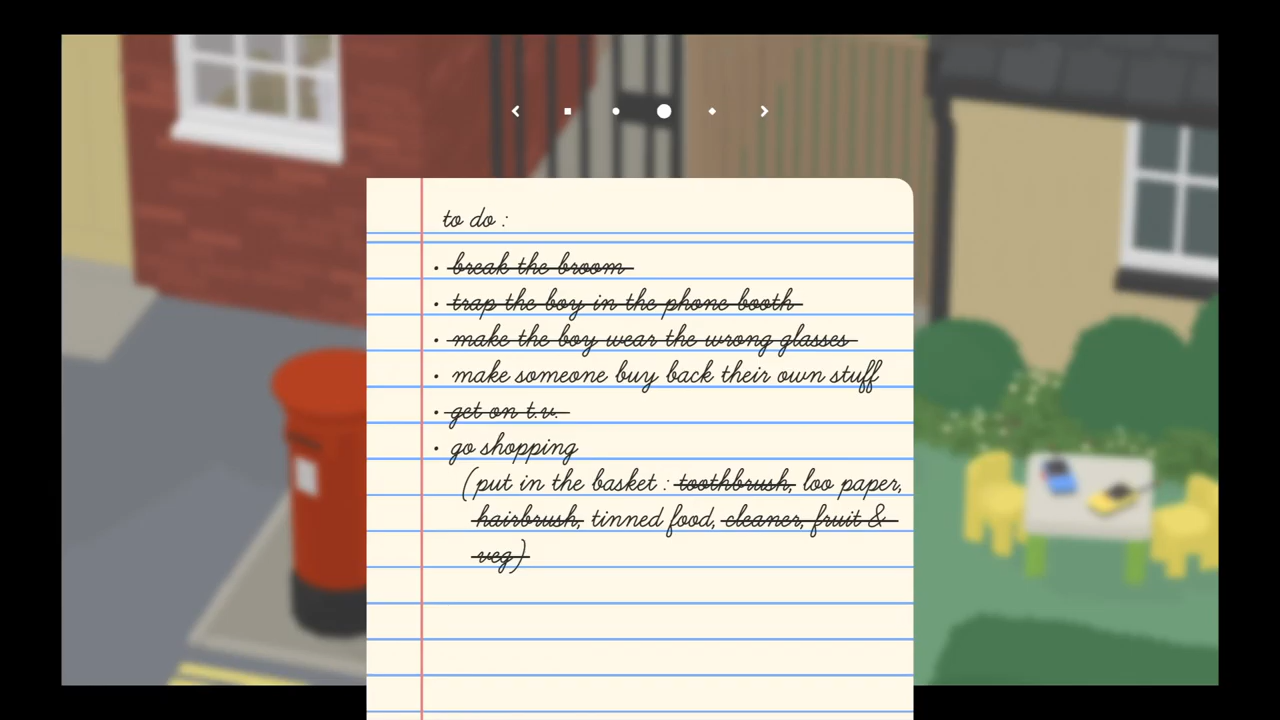 to do :
• break the broom
• trap the boy in the phone booth
• make the boy wear the wrong glasses
• make someone buy back their own stuff
• get on t.v.
• go shopping
(put in the basket : toothbrush, loo paper,
hairbrush, tinned food, cleaner, fruit &
veg)